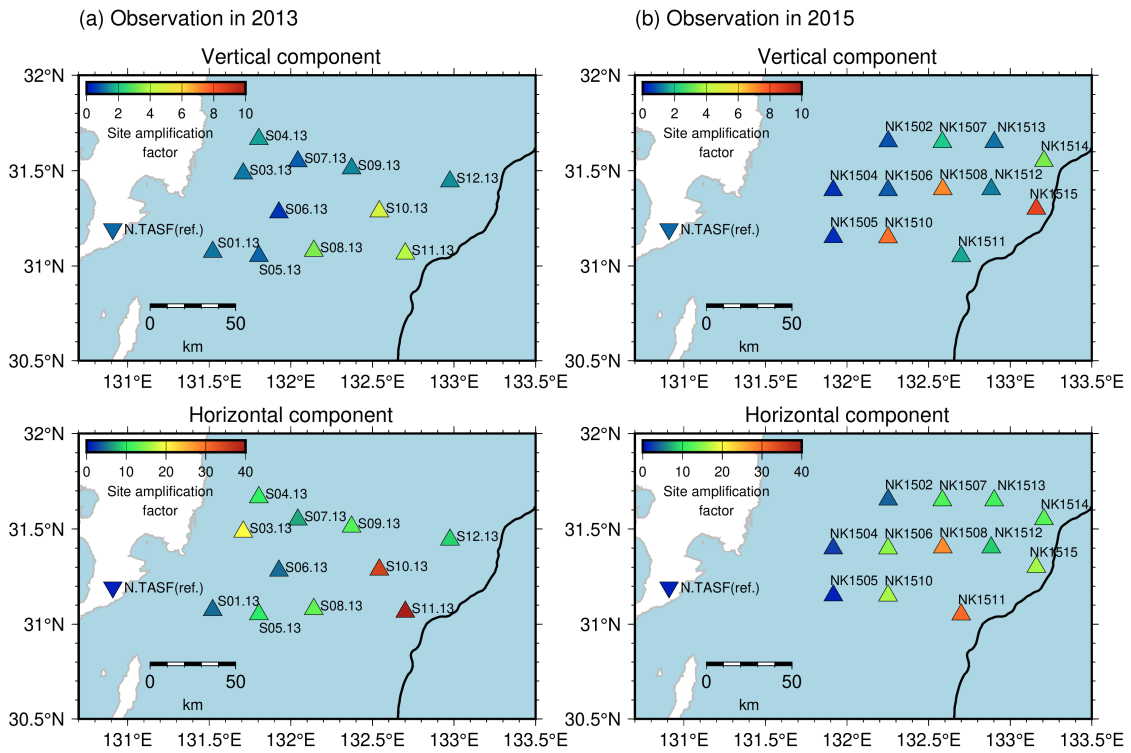 (a) Observation in 2013
Vertical component
32°N
31.5°N
31°N
30.5°N
0 2 4 6 8 10
Site amplification
factor
S04.13
S07.13
S03.13
S09.13
S12.13
S06.13
S10.13
N.TASF(ref.)
S01.13
S08.13
S11.13
S05.13
0 50
km
131°E 131.5°E 132°E 132.5°E 133°E 133.5°E
Horizontal component
32°N
31.5°N
31°N
30.5°N
0 10 20 30 40
Site amplification
factor
S04.13
S07.13
S03.13
S09.13
S12.13
S06.13
S10.13
N.TASF(ref.)
S01.13
S08.13
S11.13
S05.13
0 50
km
131°E 131.5°E 132°E 132.5°E 133°E 133.5°E
(b) Observation in 2015
Vertical component
32°N
31.5°N
31°N
30.5°N
0 2 4 6 8 10
Site amplification
factor
NK1502 NK1507 NK1513
NK1514
NK1504 NK1506 NK1508 NK1512
NK1515
N.TASF(ref.)
NK1505 NK1510
NK1511
0 50
km
131°E 131.5°E 132°E 132.5°E 133°E 133.5°E
Horizontal component
32°N
31.5°N
31°N
30.5°N
0 10 20 30 40
Site amplification
factor
NK1502 NK1507 NK1513
NK1514
NK1504 NK1506 NK1508 NK1512
NK1515
N.TASF(ref.)
NK1505 NK1510
NK1511
0 50
km
131°E 131.5°E 132°E 132.5°E 133°E 133.5°E